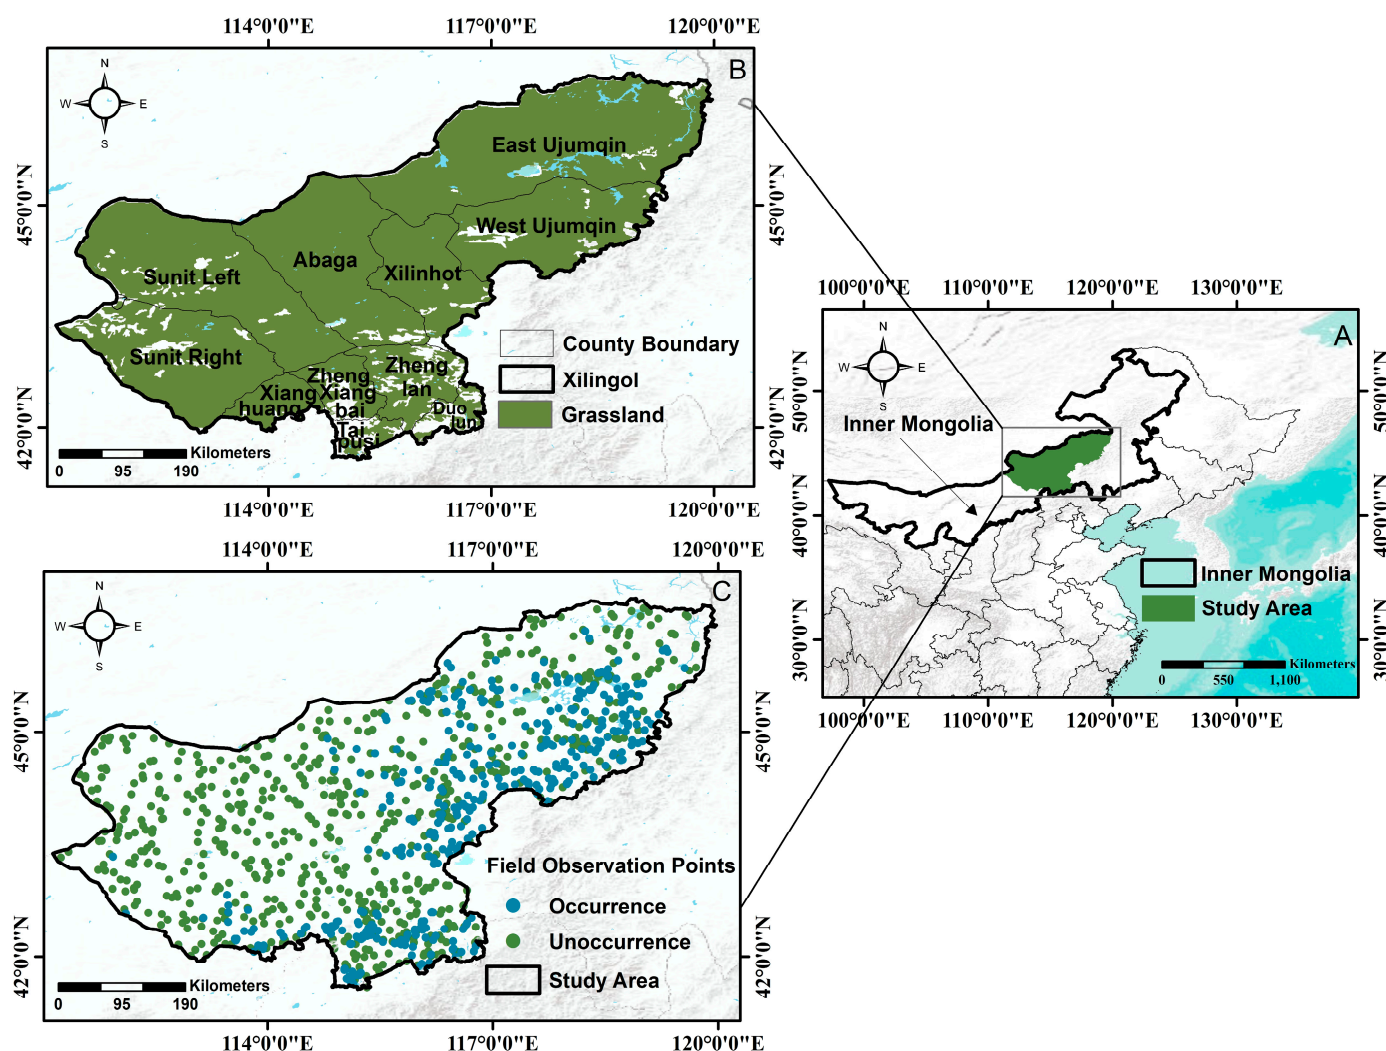 114°0'0"E 117°0'0"E 120°0'0"E
B
N
W E
S
45°0'0"N 45°0'0"N
42°0'0"N 42°0'0"N
East Ujumqin
West Ujumqin
Abaga
Xilinhot
Sunit Left
Sunit Right
Zheng
lan
Zheng
Xiang
bai
Xiang
huang
Duo
lun
Tai
pusi
County Boundary
Xilingol
Grassland
Kilometers
0 95 190
114°0'0"E 117°0'0"E 120°0'0"E
100°0'0"E 110°0'0"E 120°0'0"E 130°0'0"E
A
N
W E
S
50°0'0"N 50°0'0"N
40°0'0"N 40°0'0"N
30°0'0"N 30°0'0"N
Inner Mongolia
Inner Mongolia
Study Area
Kilometers
0 550 1,100
100°0'0"E 110°0'0"E 120°0'0"E 130°0'0"E
114°0'0"E 117°0'0"E 120°0'0"E
C
N
W E
S
45°0'0"N 45°0'0"N
42°0'0"N 42°0'0"N
Field Observation Points
Occurrence
Unoccurrence
Study Area
Kilometers
0 95 190
114°0'0"E 117°0'0"E 120°0'0"E